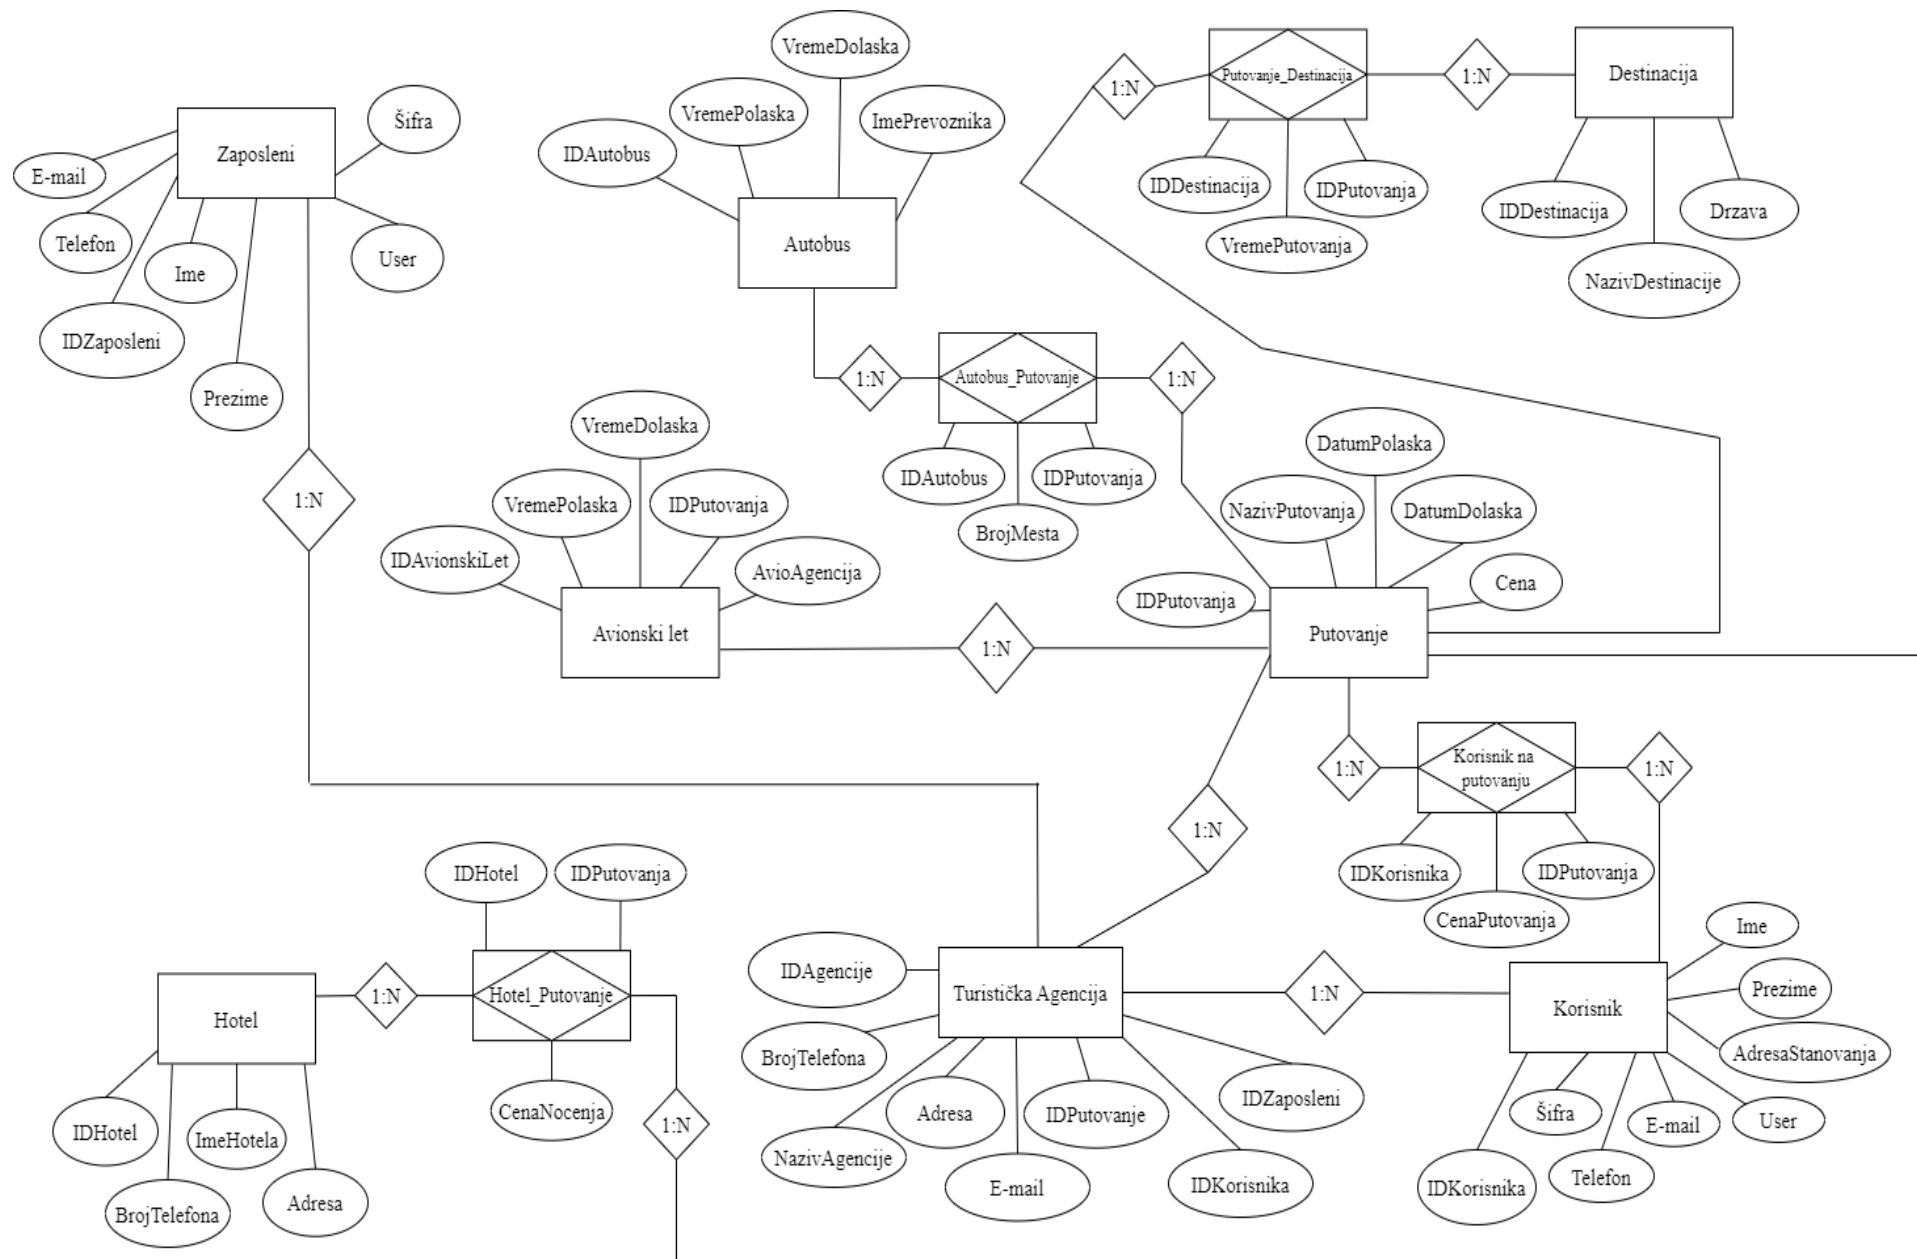 VremeDolaska
VremePolaska
ImePrevoznika
IDAutobus
Autobus
Šifra
Zaposleni
E-mail
Telefon
Ime
User
IDZaposleni
Prezime
1:N
1:N
Putovanje_Destinacija
1:N
Destinacija
IDDestinacija
IDPutovanja
VremePutovanja
IDDestinacija
Drzava
NazivDestinacije
1:N
Autobus_Putovanje
1:N
IDAutobus
IDPutovanja
BrojMesta
VremeDolaska
VremePolaska
IDPutovanja
IDAvionskiLet
AvioAgencija
Avionski let
1:N
DatumPolaska
NazivPutovanja
DatumDolaska
IDPutovanja
Cena
Putovanje
1:N
1:N
Korisnik na
putovanju
1:N
IDKorisnika
IDPutovanja
CenaPutovanja
IDHotel
IDPutovanja
Hotel
1:N
Hotel_Putovanje
CenaNocenja
1:N
IDHotel
ImeHotela
BrojTelefona
Adresa
IDAgencije
Turistička Agencija
BrojTelefona
NazivAgencije
Adresa
E-mail
IDPutovanje
IDKorisnika
IDZaposleni
1:N
Korisnik
Ime
Prezime
AdresaStanovanja
User
E-mail
Šifra
Telefon
IDKorisnika